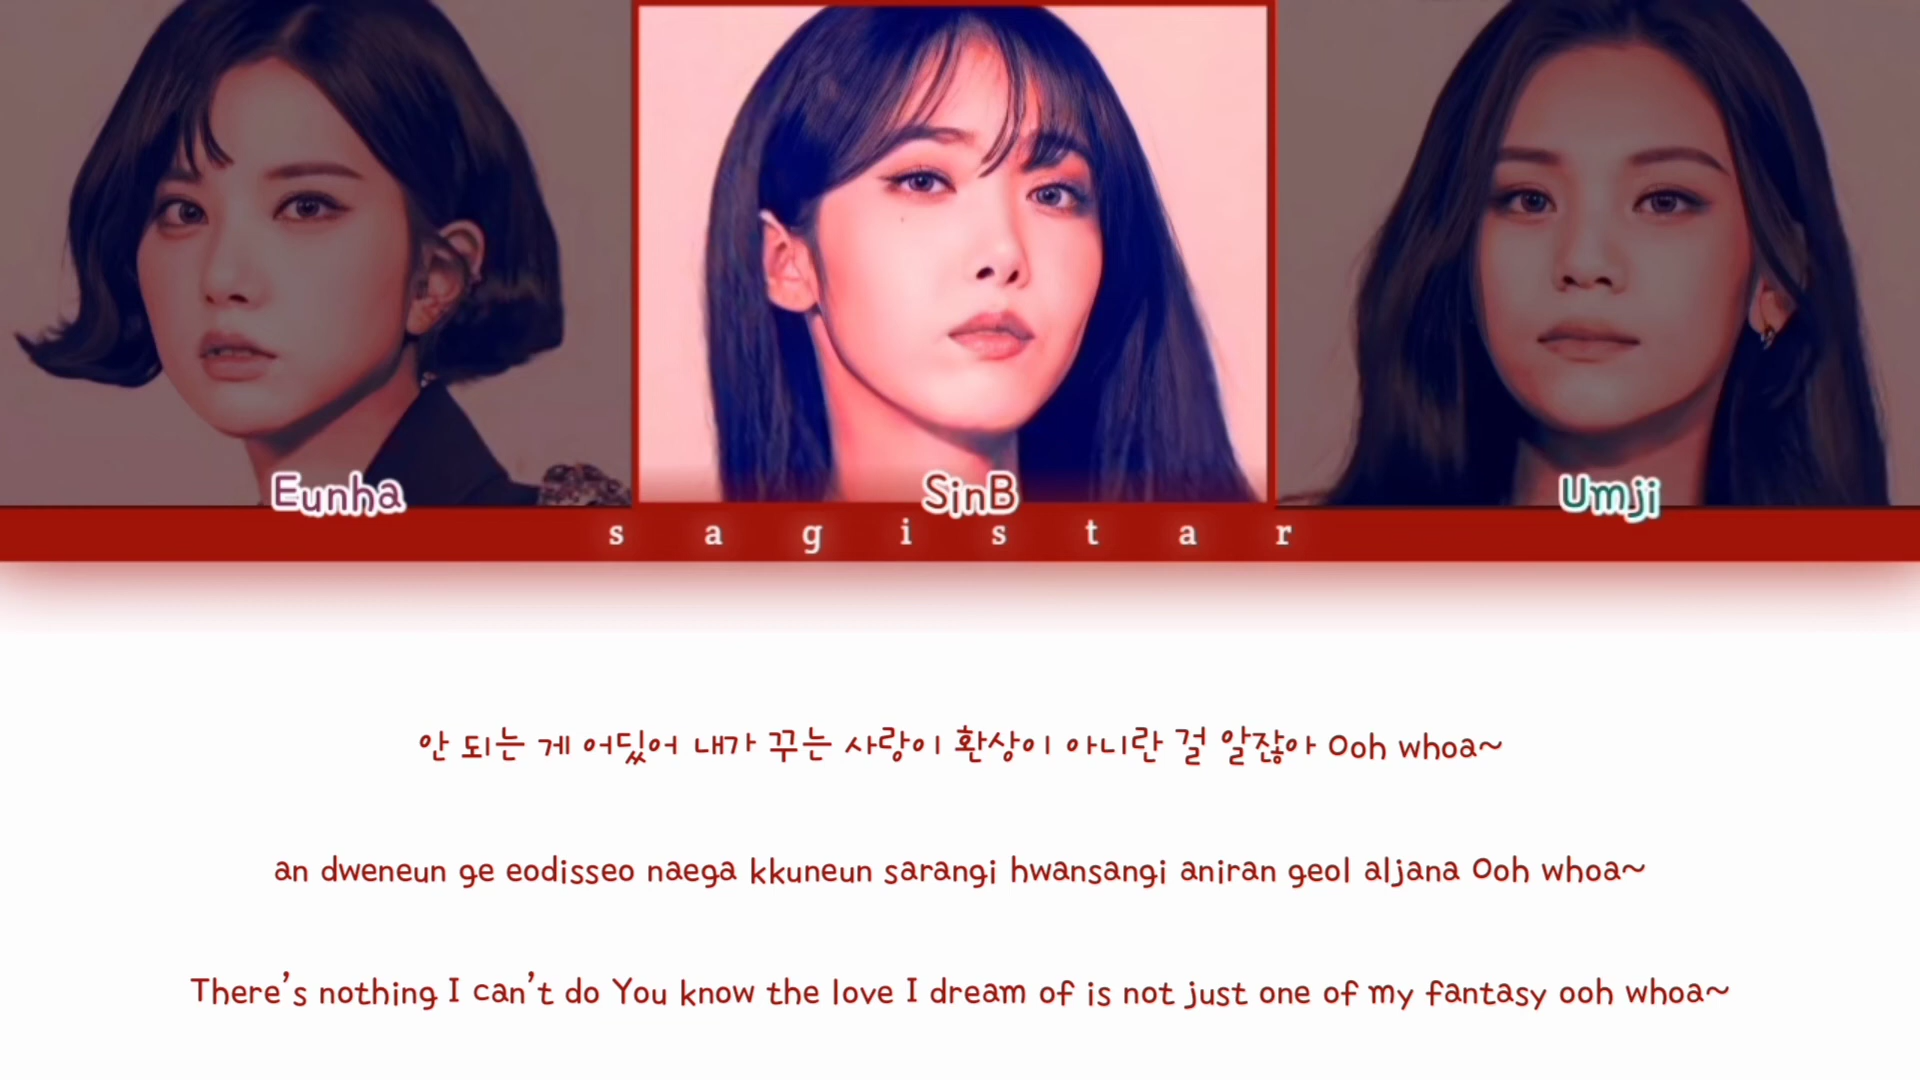 Eunha
SinB
Umji
sagistar
안 되는 게 어딨어 내가 꾸는 사랑이 환상이 아니란 걸 알잖아 Ooh whoa~
an dweneun ge eodisseo naega kkuneun sarangi hwansangi aniran geol aljana Ooh whoa~
There's nothing I can't do You know the love I dream of is not just one of my fantasy ooh whoa~